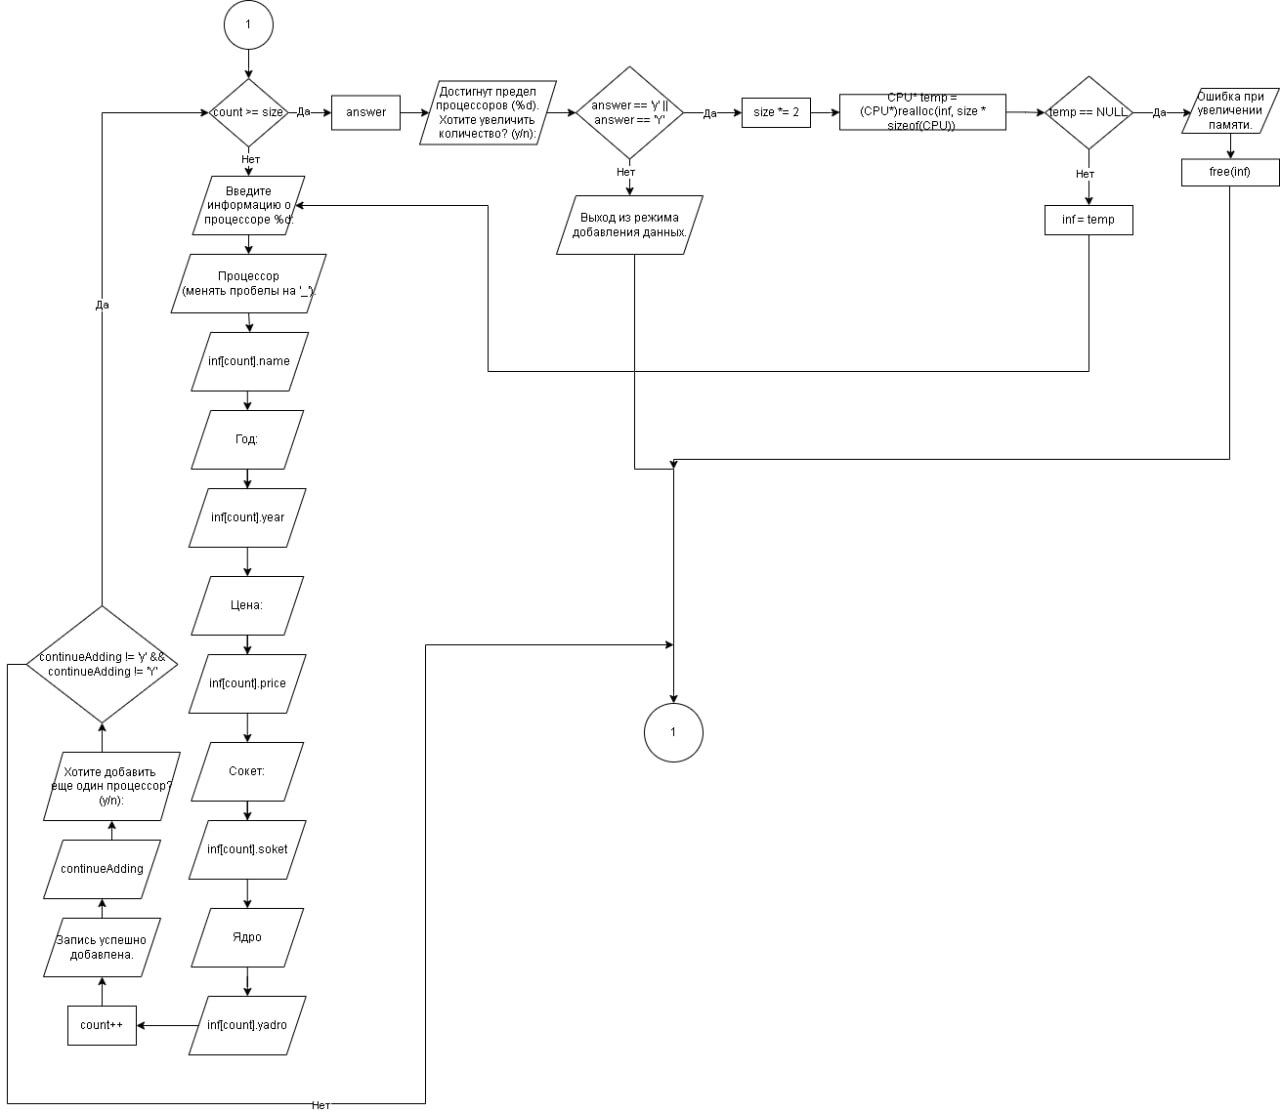 1
count >= size
Да
answer
Достигнут предел
процессоров (%d).
Хотите увеличить
количество? (y/n):
answer == 'y' ||
answer == 'Y'
Да
size *= 2
CPU* temp =
(CPU*)realloc(inf, size *
sizeof(CPU))
temp == NULL
Да
Ошибка при
увеличении
памяти.
free(inf)
Нет
inf = temp
Нет
Выход из режима
добавления данных.
Нет
Введите
информацию о
процессоре %d:
Процессор
(менять пробелы на '_'):
inf[count].name
Год:
inf[count].year
Цена:
inf[count].price
Сокет:
inf[count].soket
Ядро
inf[count].yadro
count++
Запись успешно
добавлена.
continueAdding
Хотите добавить
еще один процессор?
(y/n):
continueAdding != 'y' &&
continueAdding != 'Y'
Да
Нет
1